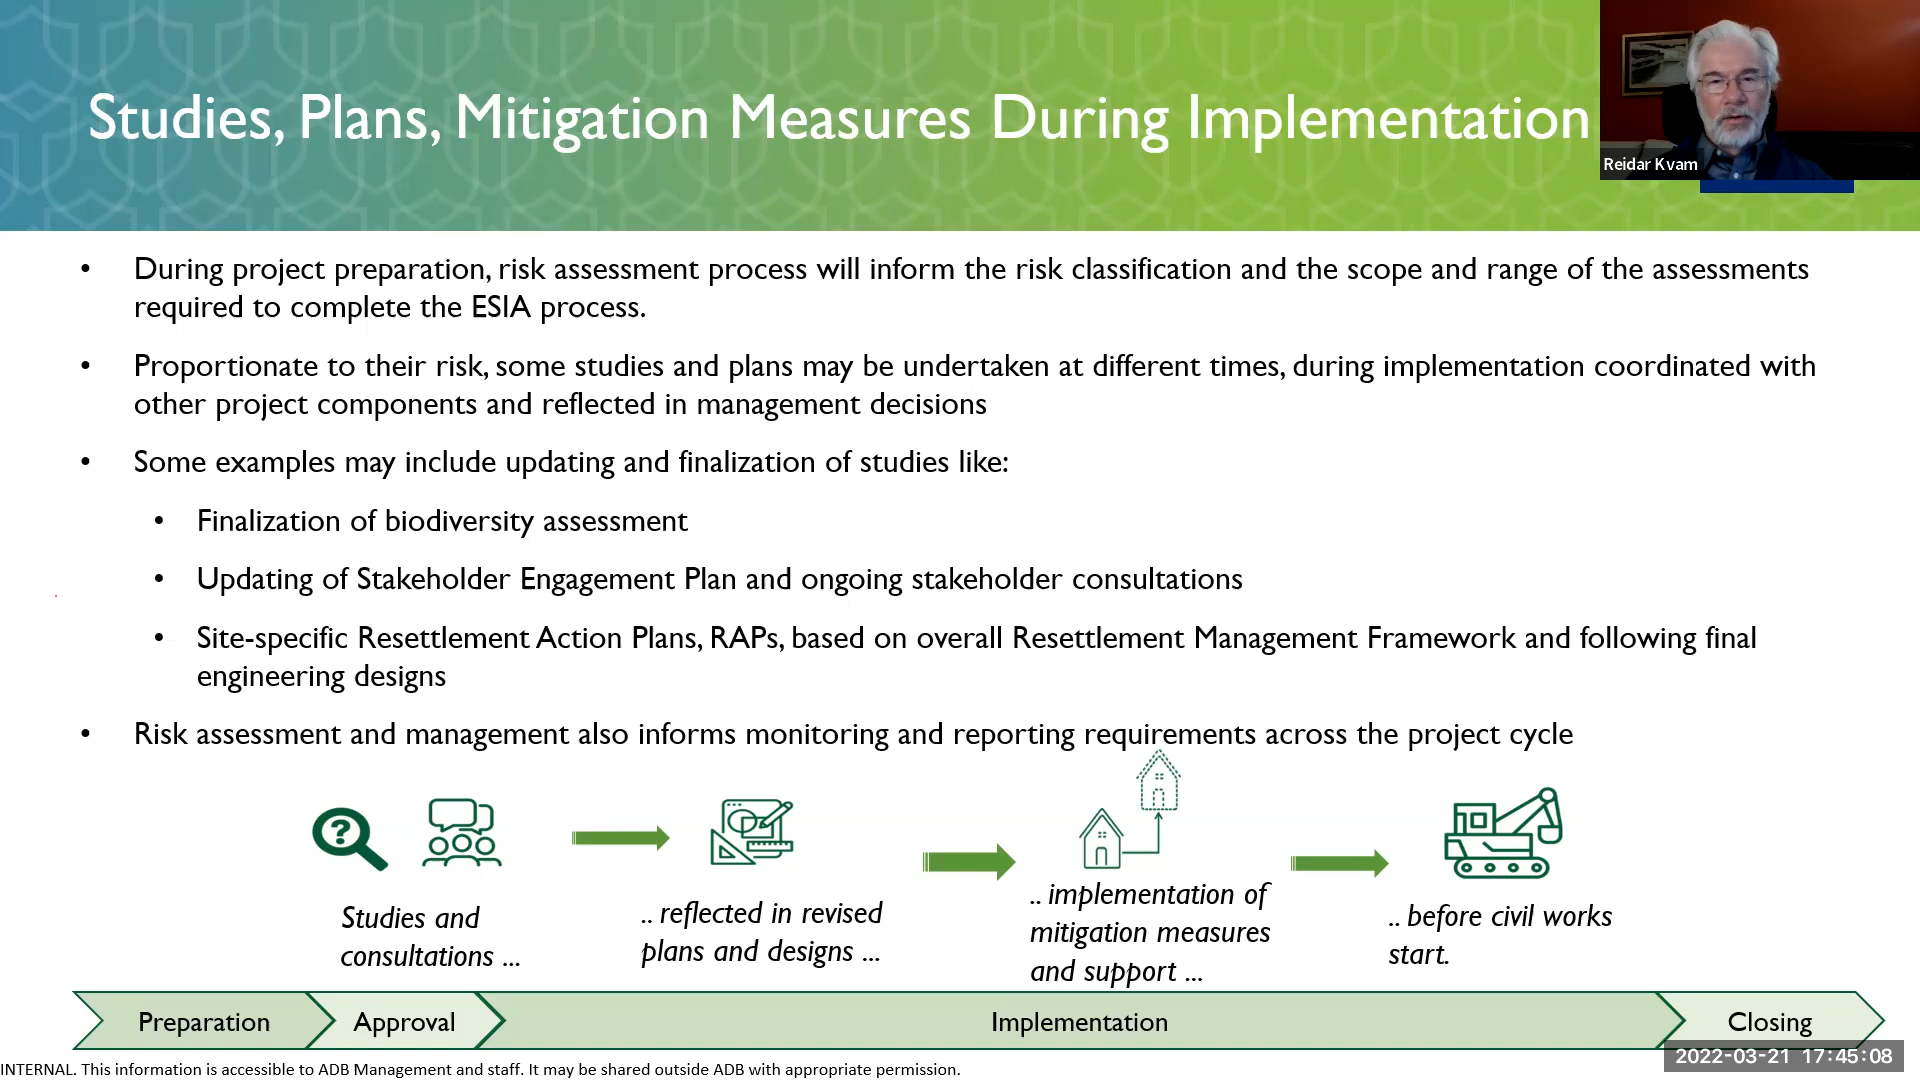 Studies, Plans, Mitigation Measures During Implementation
Reidar Kvam
• During project preparation, risk assessment process will inform the risk classification and the scope and range of the assessments
required to complete the ESIA process.
• Proportionate to their risk, some studies and plans may be undertaken at different times, during implementation coordinated with
other project components and reflected in management decisions
• Some examples may include updating and finalization of studies like:
• Finalization of biodiversity assessment
• Updating of Stakeholder Engagement Plan and ongoing stakeholder consultations
• Site-specific Resettlement Action Plans, RAPs, based on overall Resettlement Management Framework and following final
engineering designs
• Risk assessment and management also informs monitoring and reporting requirements across the project cycle
?
Studies and
consultations ...
.. reflected in revised
plans and designs ...
.. implementation of
mitigation measures
and support ...
.. before civil works
start.
Preparation
Approval
Implementation
Closing
2022-03-21 17:45:08
INTERNAL. This information is accessible to ADB Management and staff. It may be shared outside ADB with appropriate permission.